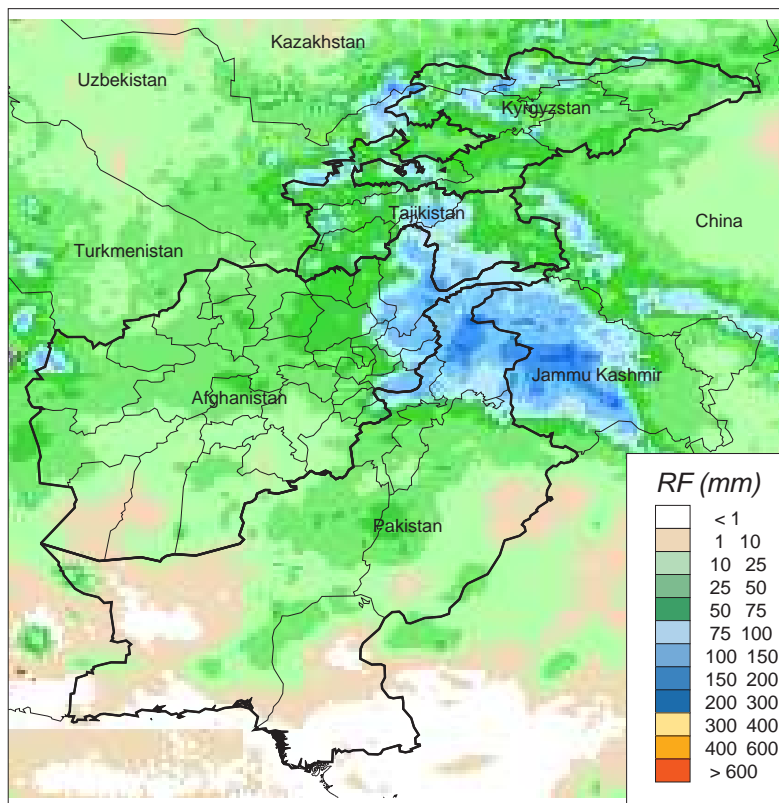 Kazakhstan
Uzbekistan
Kyrgyzstan
Tajikistan
China
Turkmenistan
Jammu Kashmir
Afghanistan
Pakistan
RF (mm)
< 1
1 10
10 25
25 50
50 75
75 100
100 150
150 200
200 300
300 400
400 600
> 600